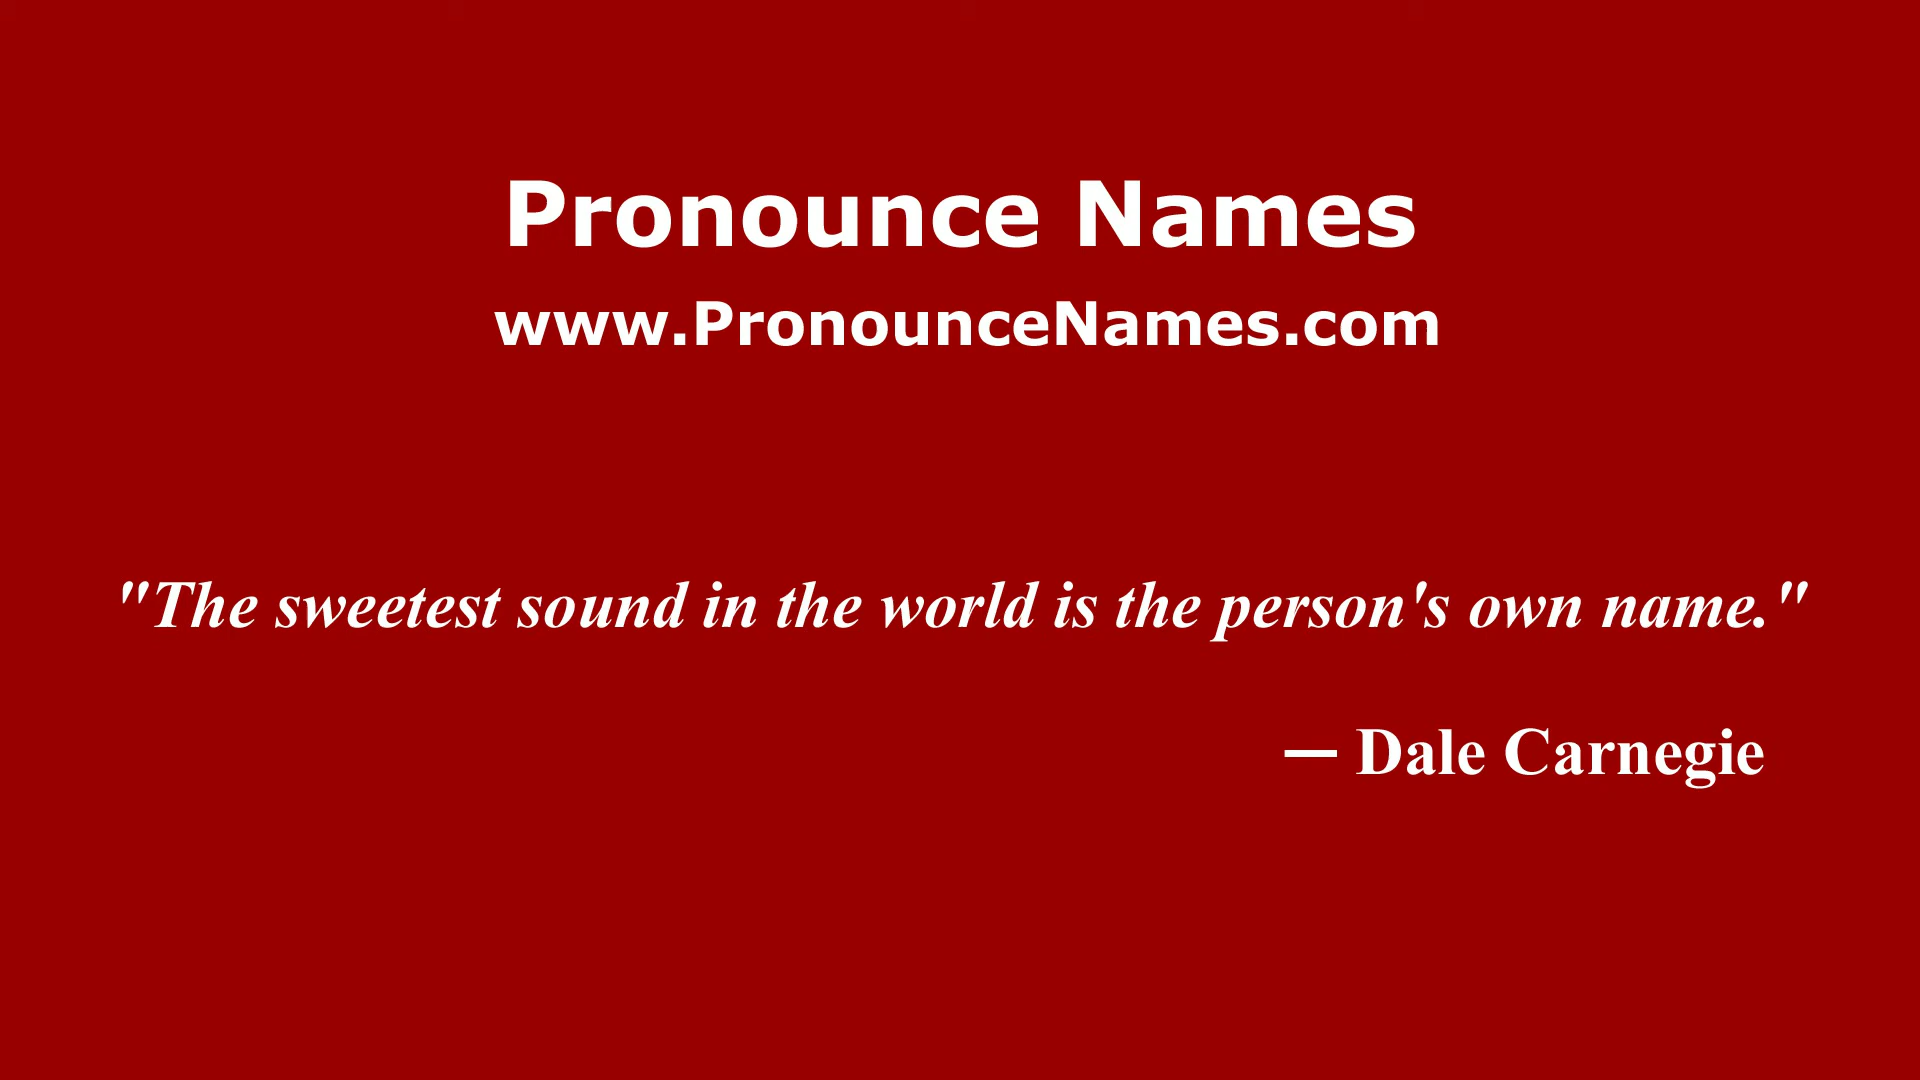 Pronounce Names
www.PronounceNames.com
"The sweetest sound in the world is the person's own name."
— Dale Carnegie